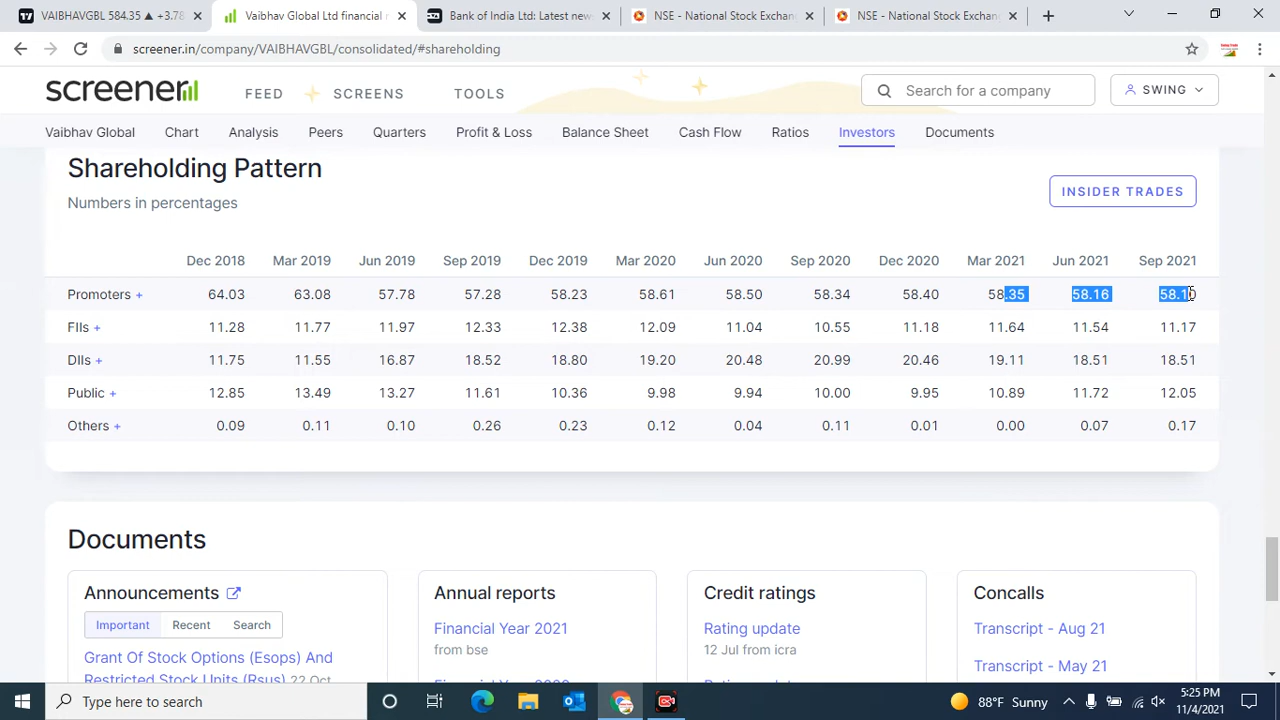 VAIBHAVGBL 584.35 ▲ +3.78
Vaibhav Global Ltd financial r
Bank of India Ltd: Latest new
NSE - National Stock Exchan
NSE - National Stock Exchan
screener.in/company/VAIBHAVGBL/consolidated/#shareholding
screener FEED SCREENS TOOLS Search for a company SWING
Vaibhav Global Chart Analysis Peers Quarters Profit & Loss Balance Sheet Cash Flow Ratios Investors Documents
Shareholding Pattern
INSIDER TRADES
Numbers in percentages
Dec 2018 Mar 2019 Jun 2019 Sep 2019 Dec 2019 Mar 2020 Jun 2020 Sep 2020 Dec 2020 Mar 2021 Jun 2021 Sep 2021
Promoters + 64.03 63.08 57.78 57.28 58.23 58.61 58.50 58.34 58.40 58.35 58.16 58.10
FIIs + 11.28 11.77 11.97 12.33 12.38 12.09 11.04 10.55 11.18 11.64 11.54 11.17
DIIs + 11.75 11.55 16.87 18.52 18.80 19.20 20.48 20.99 20.46 19.11 18.51 18.51
Public + 12.85 13.49 13.27 11.61 10.36 9.98 9.94 10.00 9.95 10.89 11.72 12.05
Others + 0.09 0.11 0.10 0.26 0.23 0.12 0.04 0.11 0.01 0.00 0.07 0.17
Documents
Announcements
Important Recent Search
Grant Of Stock Options (Esops) And
Restricted Stock Units (Rsus) 22 Oct
Annual reports
Financial Year 2021
from bse
Credit ratings
Rating update
12 Jul from icra
Concalls
Transcript - Aug 21
Transcript - May 21
Type here to search
88°F Sunny
5:25 PM
11/4/2021